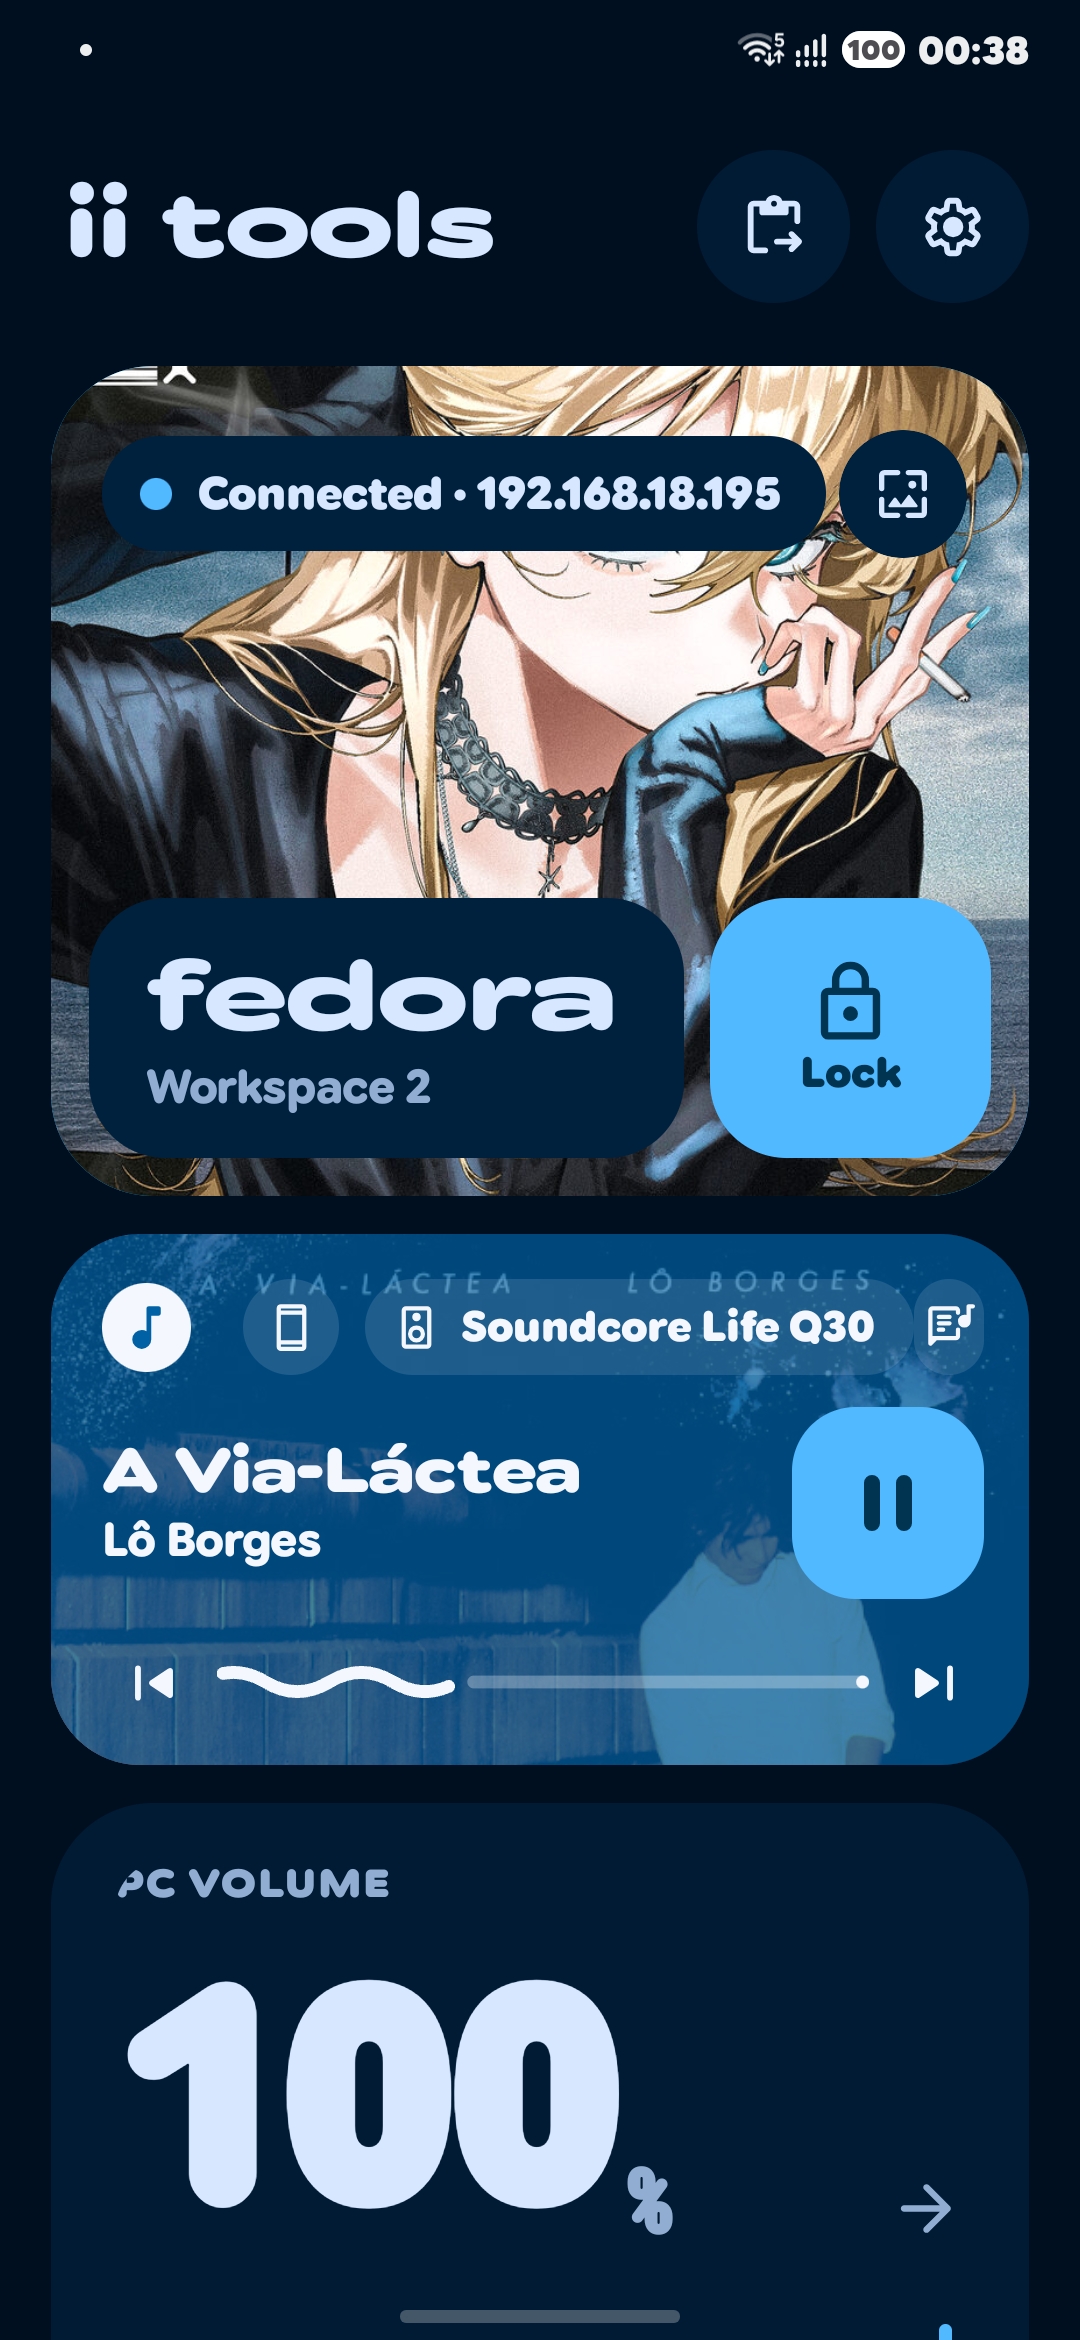 100 00:38
ii tools
Connected • 192.168.18.195
fedora
Workspace 2
Lock
A VIA-LÁCTEA LÔ BORGES
Soundcore Life Q30
A Via-Láctea
Lô Borges
PC VOLUME
100%